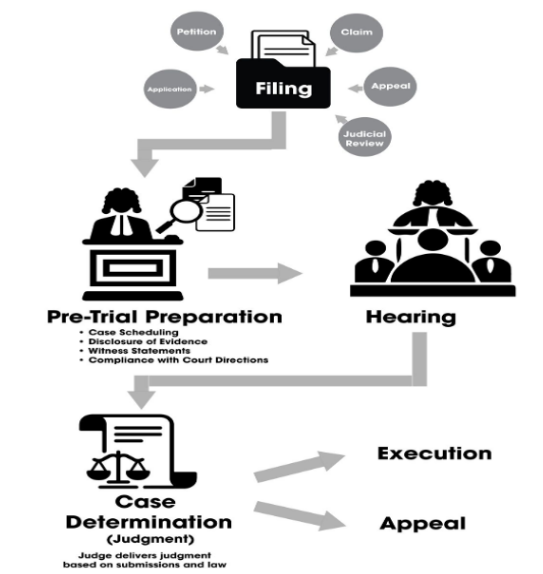 Petition
Claim
Filing
Application
Appeal
Judicial
Review
Pre-Trial Preparation
• Case Scheduling
• Disclosure of Evidence
• Witness Statements
• Compliance with Court Directions
Hearing
Case
Determination
(Judgment)
Judge delivers judgment
based on submissions and law
Execution
Appeal